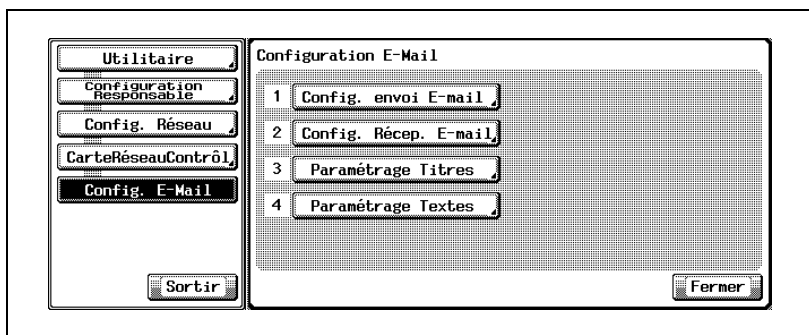 Utilitaire
Configuration
Responsable
Config. Réseau
CarteRéseauContrôl
Config. E-Mail
Sortir
Configuration E-Mail
1 Config. envoi E-mail
2 Config. Récep. E-mail
3 Paramétrage Titres
4 Paramétrage Textes
Fermer